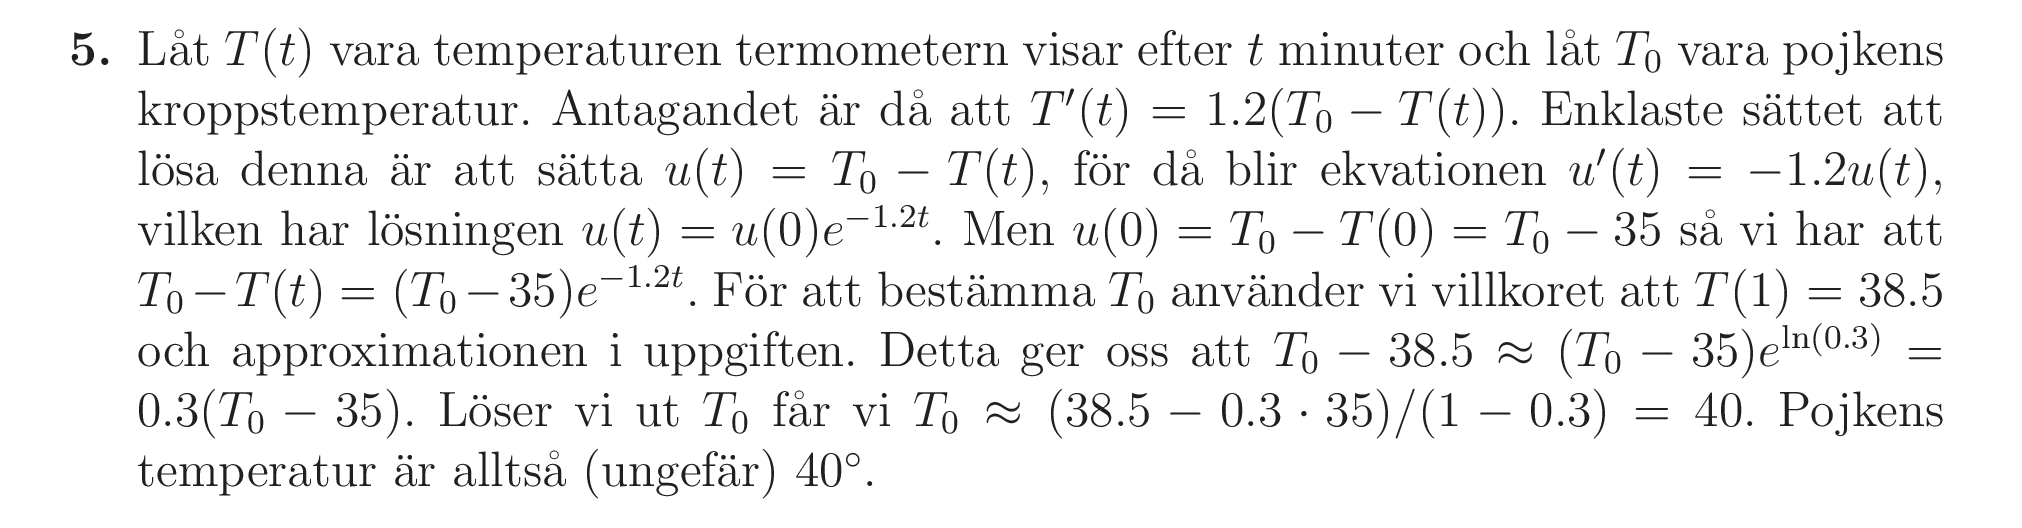 5. Låt T(t) vara temperaturen termometern visar efter t minuter och låt T₀ vara pojkens
kroppstemperatur. Antagandet är då att T′(t) = 1.2(T₀ − T(t)). Enklaste sättet att
lösa denna är att sätta u(t) = T₀ − T(t), för då blir ekvationen u′(t) = −1.2u(t),
vilken har lösningen u(t) = u(0)e^{−1.2t}. Men u(0) = T₀ − T(0) = T₀ − 35 så vi har att
T₀ − T(t) = (T₀ − 35)e^{−1.2t}. För att bestämma T₀ använder vi villkoret att T(1) = 38.5
och approximationen i uppgiften. Detta ger oss att T₀ − 38.5 ≈ (T₀ − 35)e^{ln(0.3)} =
0.3(T₀ − 35). Löser vi ut T₀ får vi T₀ ≈ (38.5 − 0.3 · 35)/(1 − 0.3) = 40. Pojkens
temperatur är alltså (ungefär) 40°.